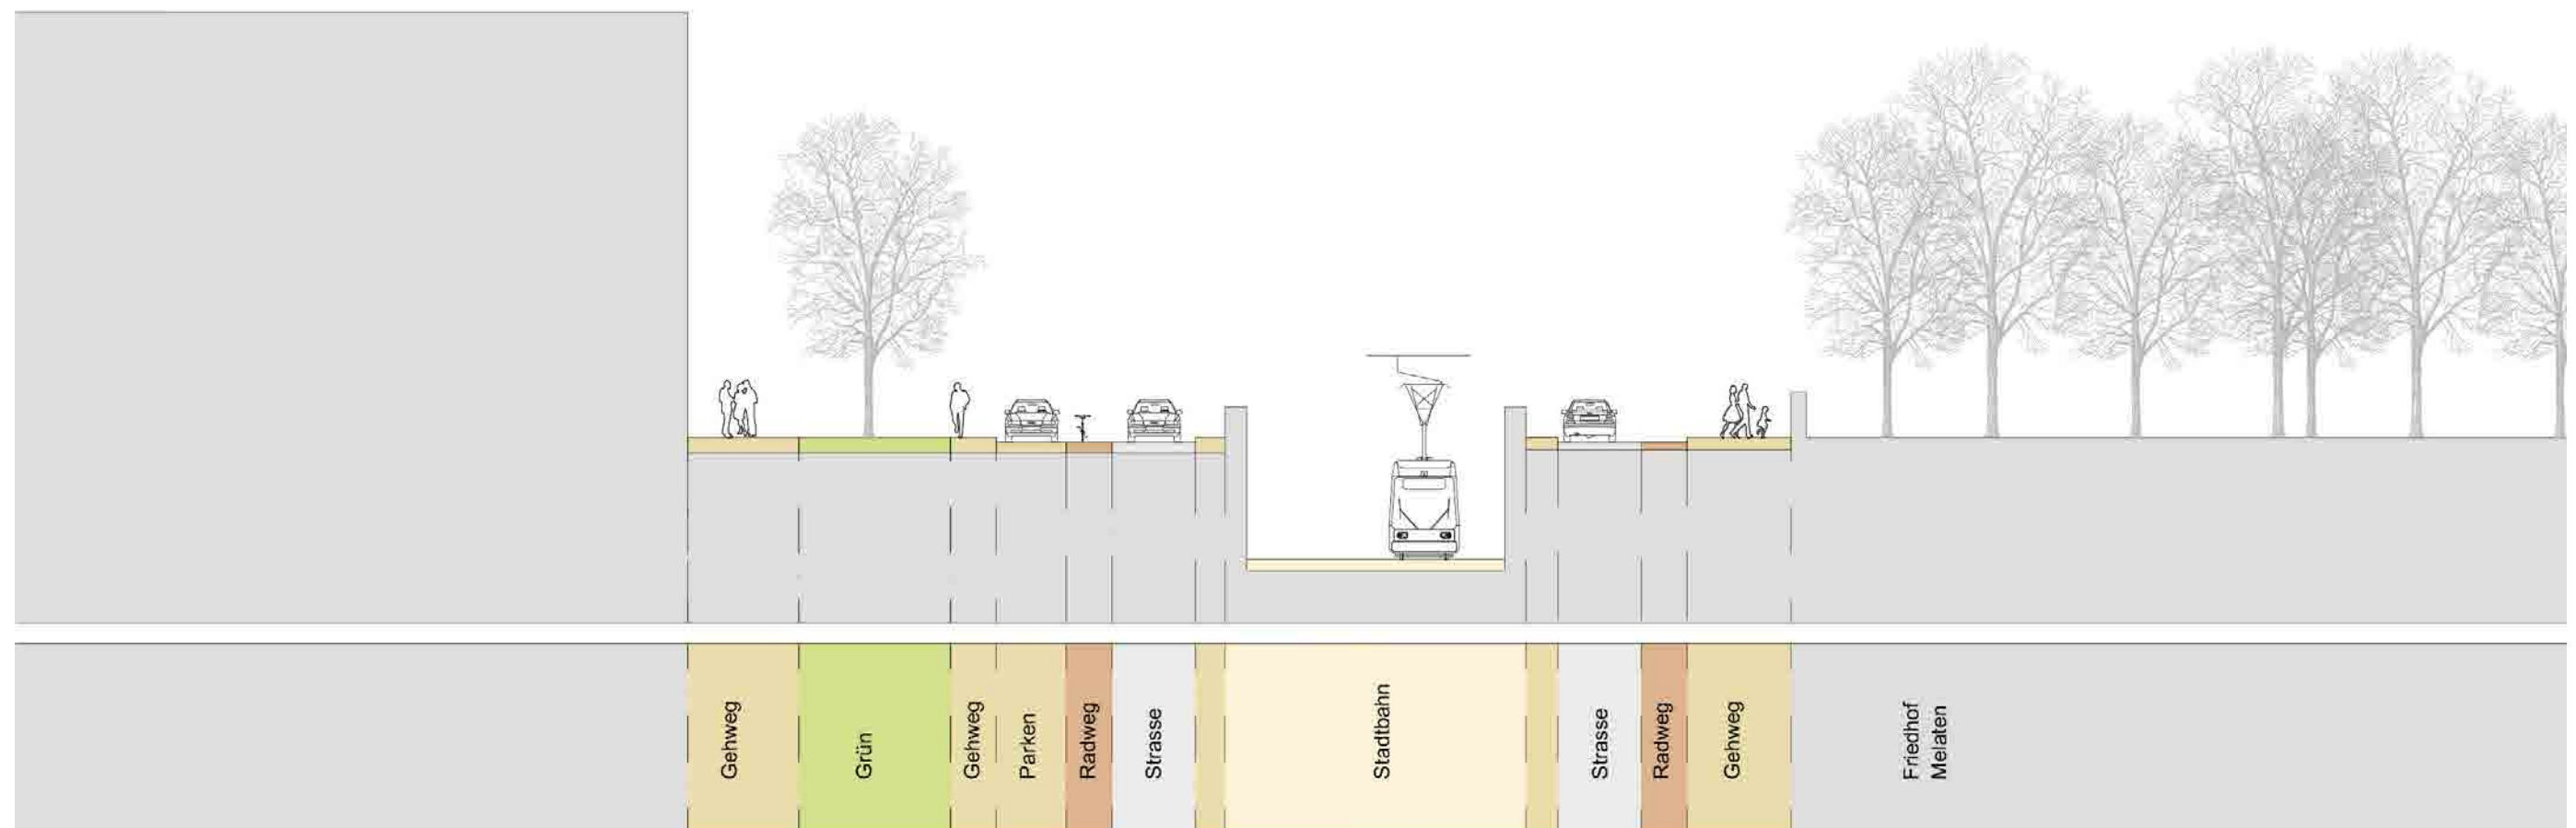 Gehweg
Grün
Gehweg
Parken
Radweg
Strasse
Stadtbahn
Strasse
Radweg
Gehweg
Friedhof
Melaten